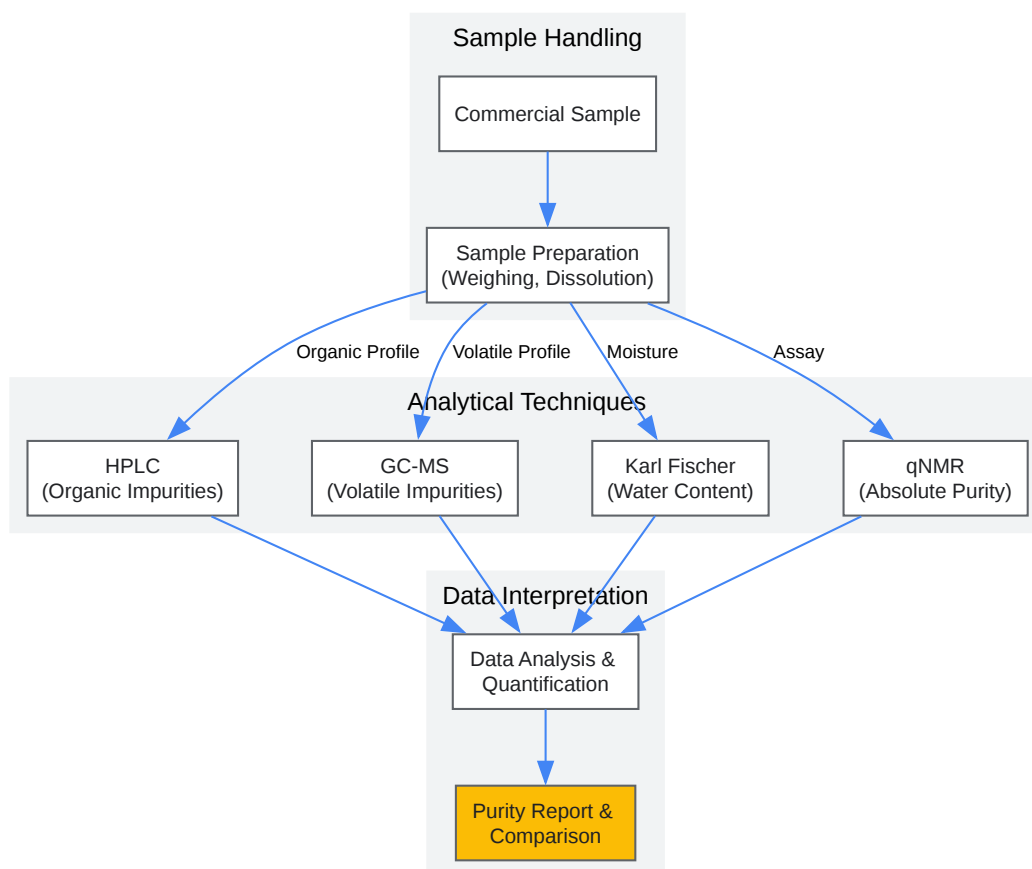 Sample Handling
Commercial Sample
Sample Preparation
(Weighing, Dissolution)
Organic Profile
Volatile Profile
Moisture
Assay
Analytical Techniques
HPLC
(Organic Impurities)
GC-MS
(Volatile Impurities)
Karl Fischer
(Water Content)
qNMR
(Absolute Purity)
Data Interpretation
Data Analysis &
Quantification
Purity Report &
Comparison